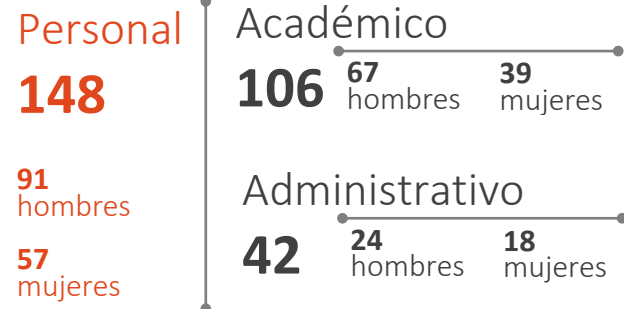 Personal
148
91
hombres
57
mujeres
Académico
106
67
hombres
39
mujeres
Administrativo
42
24
hombres
18
mujeres